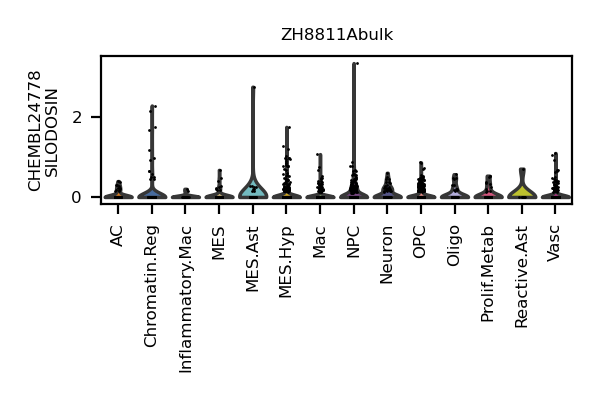 ZH8811Abulk
CHEMBL24778
SILODOSIN
2
0
AC
Chromatin.Reg
Inflammatory.Mac
MES
MES.Ast
MES.Hyp
Mac
NPC
Neuron
OPC
Oligo
Prolif.Metab
Reactive.Ast
Vasc